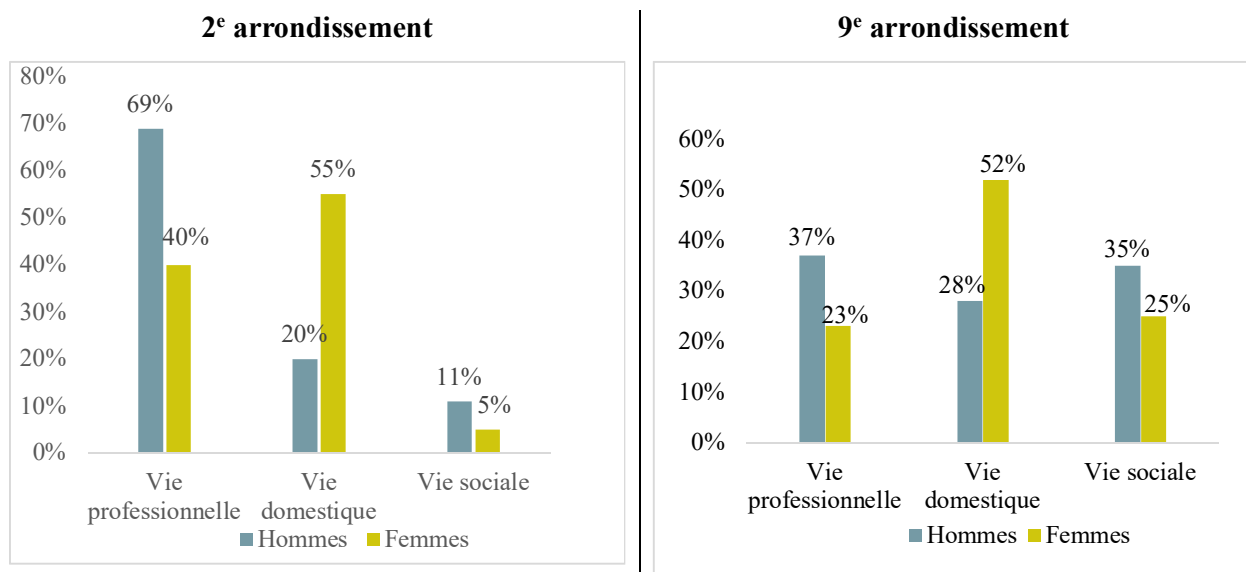 2e arrondissement
80%
70%
60%
50%
40%
30%
20%
10%
0%
69%
40%
20%
55%
11%
5%
Vie professionnelle
Vie domestique
Vie sociale
Hommes Femmes
9e arrondissement
60%
50%
40%
30%
20%
10%
0%
37%
23%
28%
52%
35%
25%
Vie professionnelle
Vie domestique
Vie sociale
Hommes Femmes